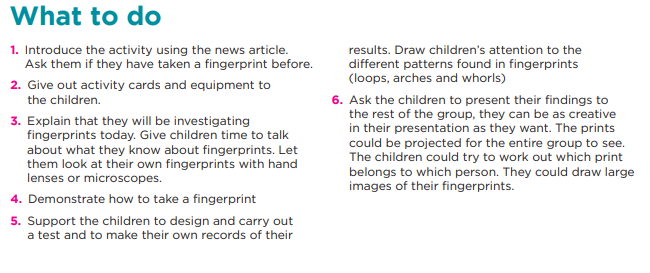 What to do
1. Introduce the activity using the news article.
Ask them if they have taken a fingerprint before.
2. Give out activity cards and equipment to
the children.
3. Explain that they will be investigating
fingerprints today. Give children time to talk
about what they know about fingerprints. Let
them look at their own fingerprints with hand
lenses or microscopes.
4. Demonstrate how to take a fingerprint
5. Support the children to design and carry out
a test and to make their own records of their
results. Draw children's attention to the
different patterns found in fingerprints
(loops, arches and whorls)
6. Ask the children to present their findings to
the rest of the group, they can be as creative
in their presentation as they want. The prints
could be projected for the entire group to see.
The children could try to work out which print
belongs to which person. They could draw large
images of their fingerprints.